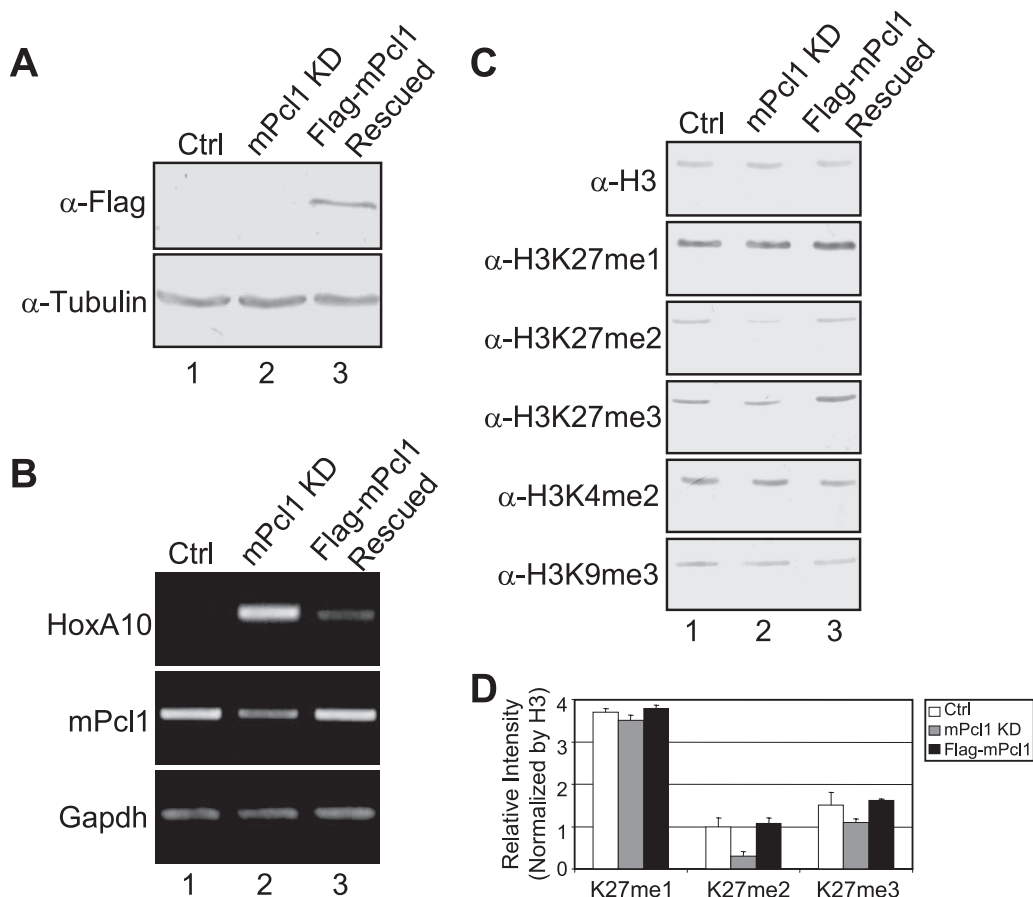 A
Ctrl
mPcl1 KD
Flag-mPcl1
Rescued
α-Flag
α-Tubulin
1 2 3
B
Ctrl
mPcl1 KD
Flag-mPcl1
Rescued
HoxA10
mPcl1
Gapdh
1 2 3
C
Ctrl
mPcl1 KD
Flag-mPcl1
Rescued
α-H3
α-H3K27me1
α-H3K27me2
α-H3K27me3
α-H3K4me2
α-H3K9me3
1 2 3
D
Relative Intensity
(Normalized by H3)
4
3
2
1
0
K27me1 K27me2 K27me3
Ctrl
mPcl1 KD
Flag-mPcl1